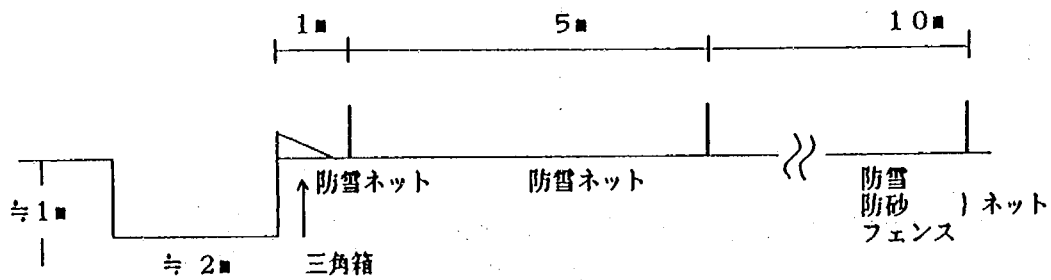 1m
5m
10m
防雪ネット
防雪ネット
防雪
防砂 } ネット
フェンス
≒1m
≒2m
三角箱